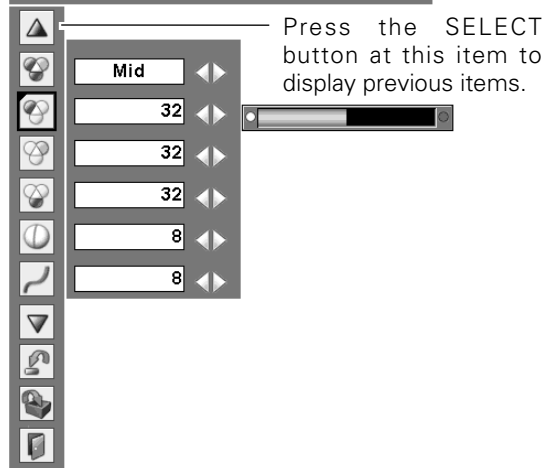 Press the SELECT
button at this item to
display previous items.
Mid
32
32
32
8
8